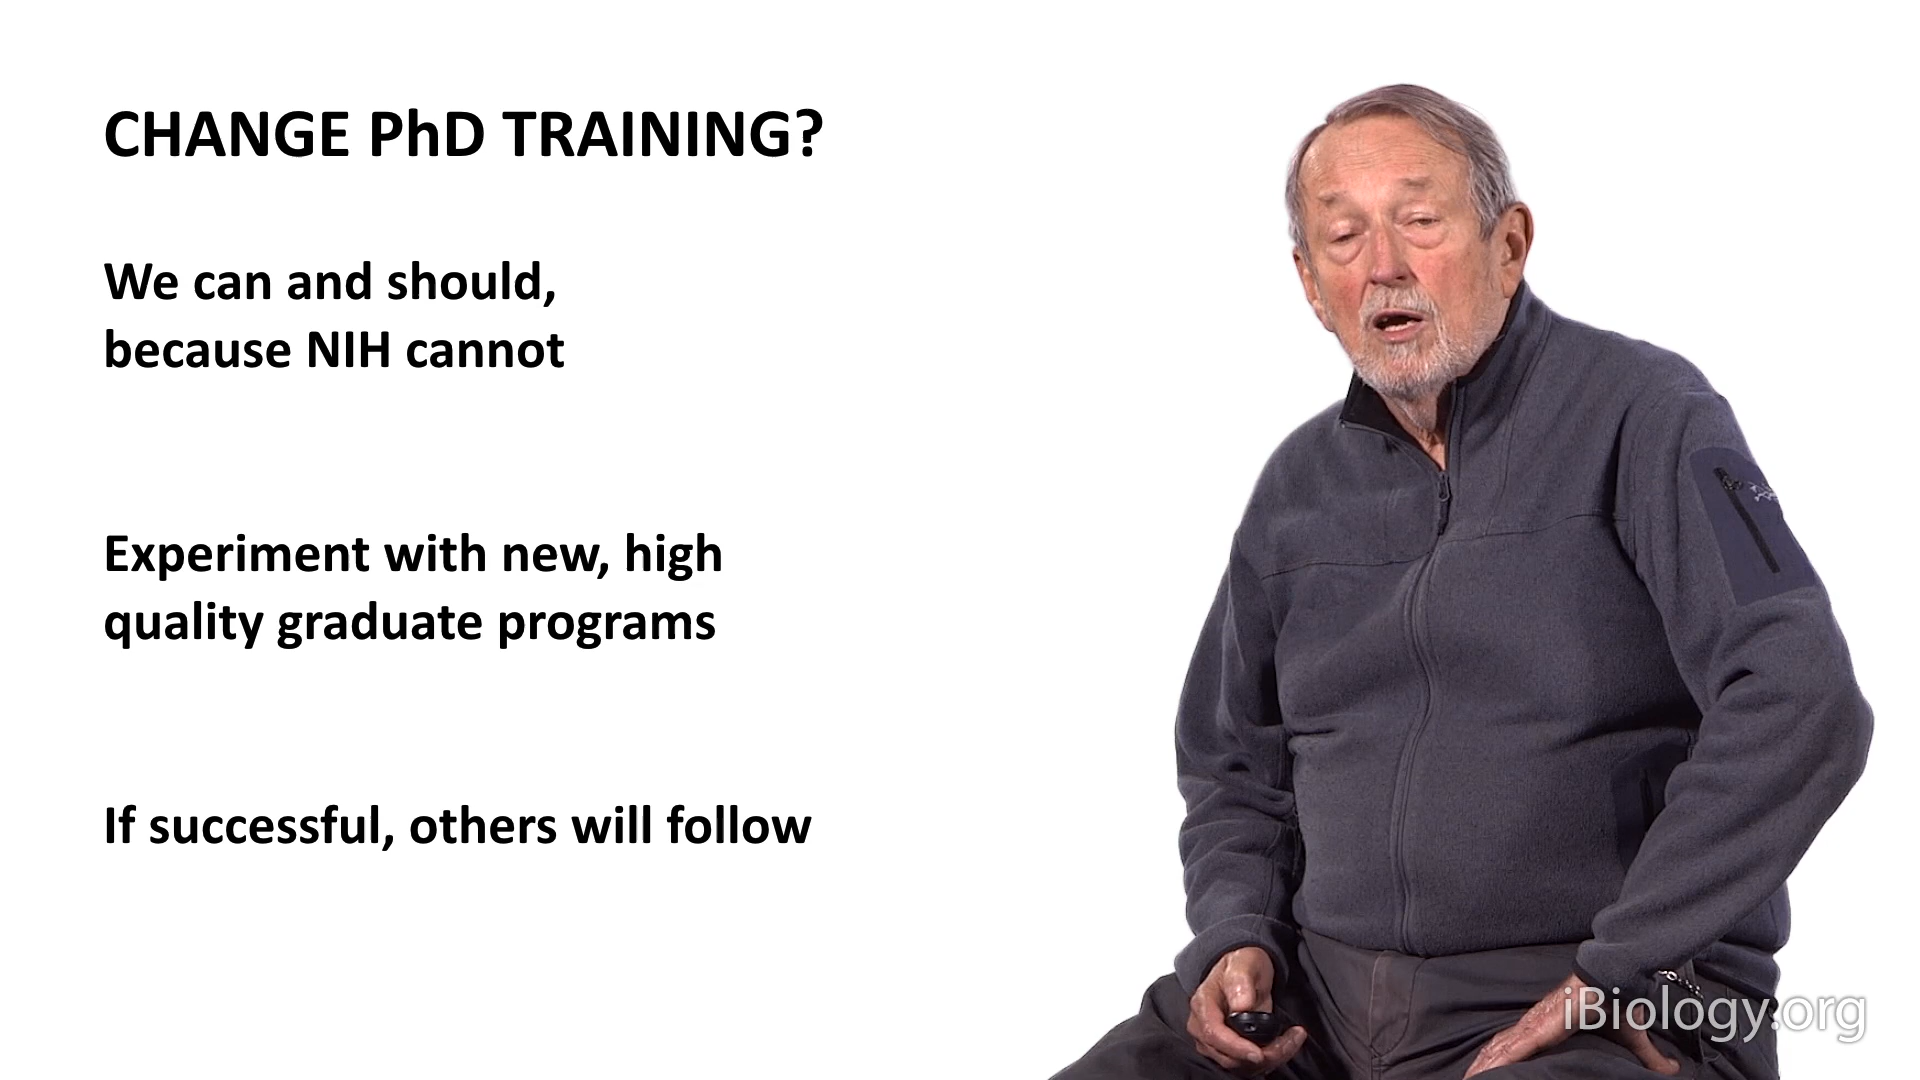 CHANGE PhD TRAINING?
We can and should,
because NIH cannot
Experiment with new, high
quality graduate programs
If successful, others will follow
iBiology.org